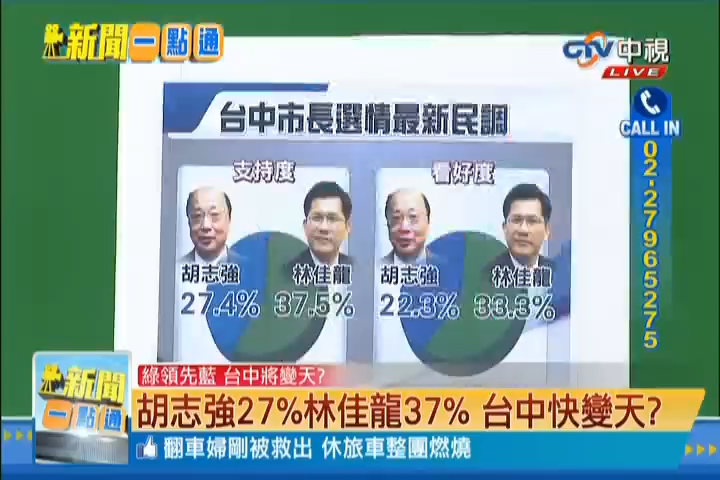 新聞一點通
CTV中視
LIVE
CALL IN
02-27965275
台中市長選情最新民調
支持度
看好度
胡志強
林佳龍
胡志強
林佳龍
27.4%
37.5%
22.3%
33.3%
新聞
一點通
綠領先藍 台中將變天?
胡志強27%林佳龍37% 台中快變天?
翻車婦剛被救出 休旅車整團燃燒